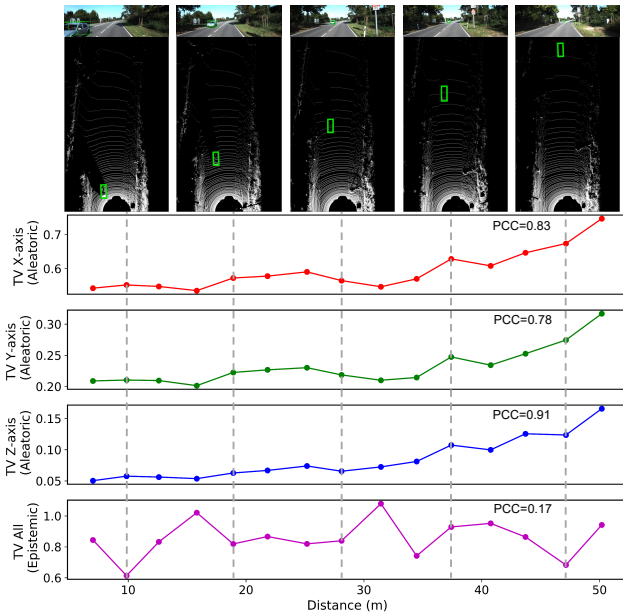 TV X-axis
(Aleatoric)
0.7
0.6
PCC=0.83
TV Y-axis
(Aleatoric)
0.30
0.25
0.20
PCC=0.78
TV Z-axis
(Aleatoric)
0.15
0.10
0.05
PCC=0.91
TV All
(Epistemic)
1.0
0.8
0.6
PCC=0.17
10 20 30 40 50
Distance (m)